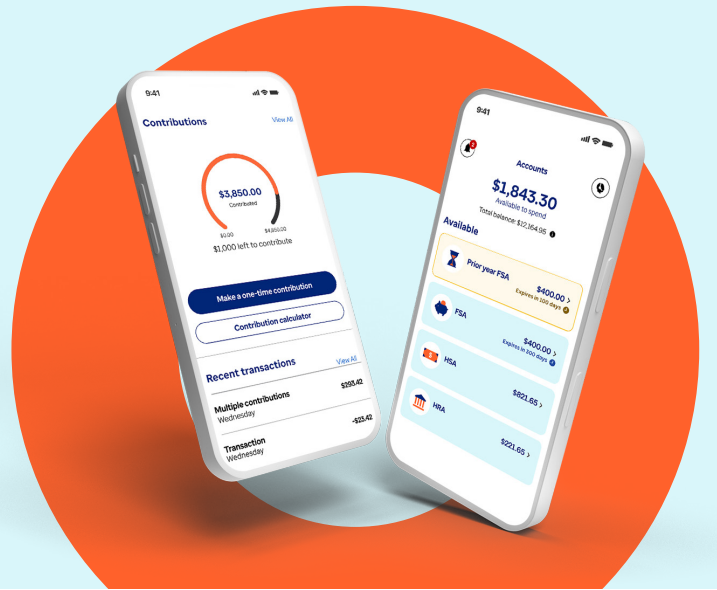 9:41
Contributions
View All
$3,850.00
Contributed
$0.00
$4,850.00
$1,000 left to contribute
Make a one-time contribution
Contribution calculator
Recent transactions
View All
Multiple contributions
$293.42
Wednesday
Transaction
-$25.42
Wednesday
9:41
Accounts
$1,843.30
Available to spend
Total balance: $12,164.95
Available
Prior year FSA
$400.00 >
Expires in 100 days
FSA
$400.00 >
Expires in 300 days
HSA
$821.65 >
HRA
$221.65 >